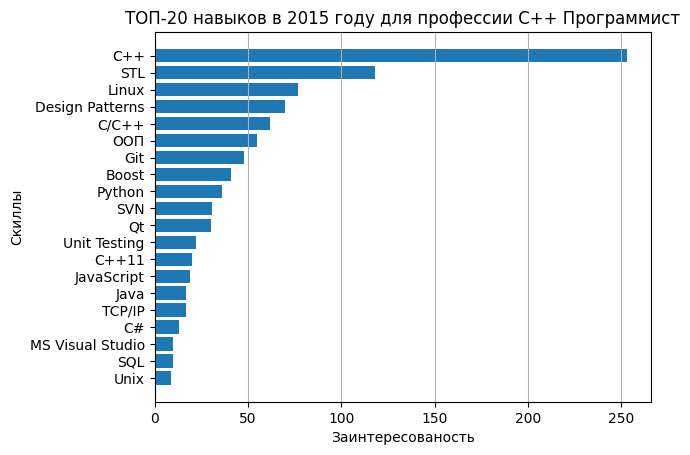 ТОП-20 навыков в 2015 году для профессии C++ Программист
C++
STL
Linux
Design Patterns
C/C++
ООП
Git
Boost
Python
SVN
Qt
Unit Testing
C++11
JavaScript
Java
TCP/IP
C#
MS Visual Studio
SQL
Unix
Скиллы
0 50 100 150 200 250
Заинтересованость